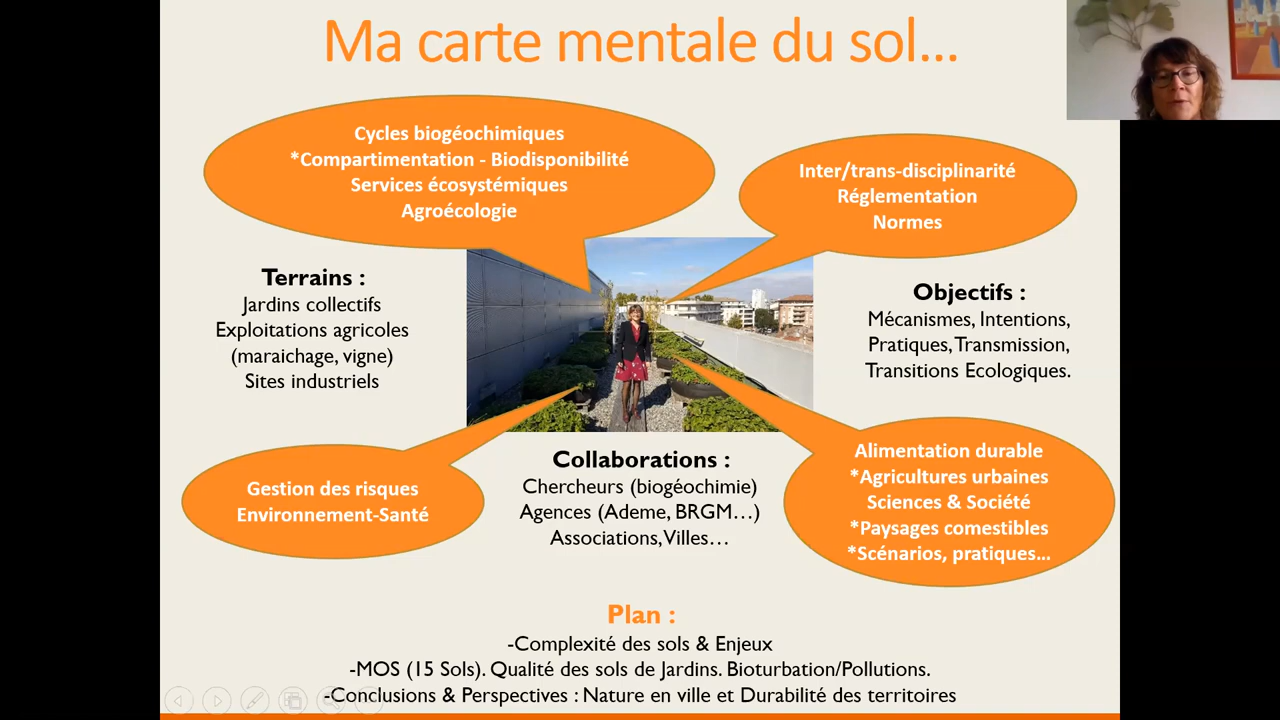 Ma carte mentale du sol...
Cycles biogéochimiques
*Compartimentation - Biodisponibilité
Services écosystémiques
Agroécologie
Inter/trans-disciplinarité
Réglementation
Normes
Terrains :
Jardins collectifs
Exploitations agricoles
(maraichage, vigne)
Sites industriels
Objectifs :
Mécanismes, Intentions,
Pratiques, Transmission,
Transitions Ecologiques.
Gestion des risques
Environnement-Santé
Collaborations :
Chercheurs (biogéochimie)
Agences (Ademe, BRGM...)
Associations, Villes...
Alimentation durable
*Agricultures urbaines
Sciences & Société
*Paysages comestibles
*Scénarios, pratiques...
Plan :
-Complexité des sols & Enjeux
-MOS (15 Sols). Qualité des sols de Jardins. Bioturbation/Pollutions.
-Conclusions & Perspectives : Nature en ville et Durabilité des territoires